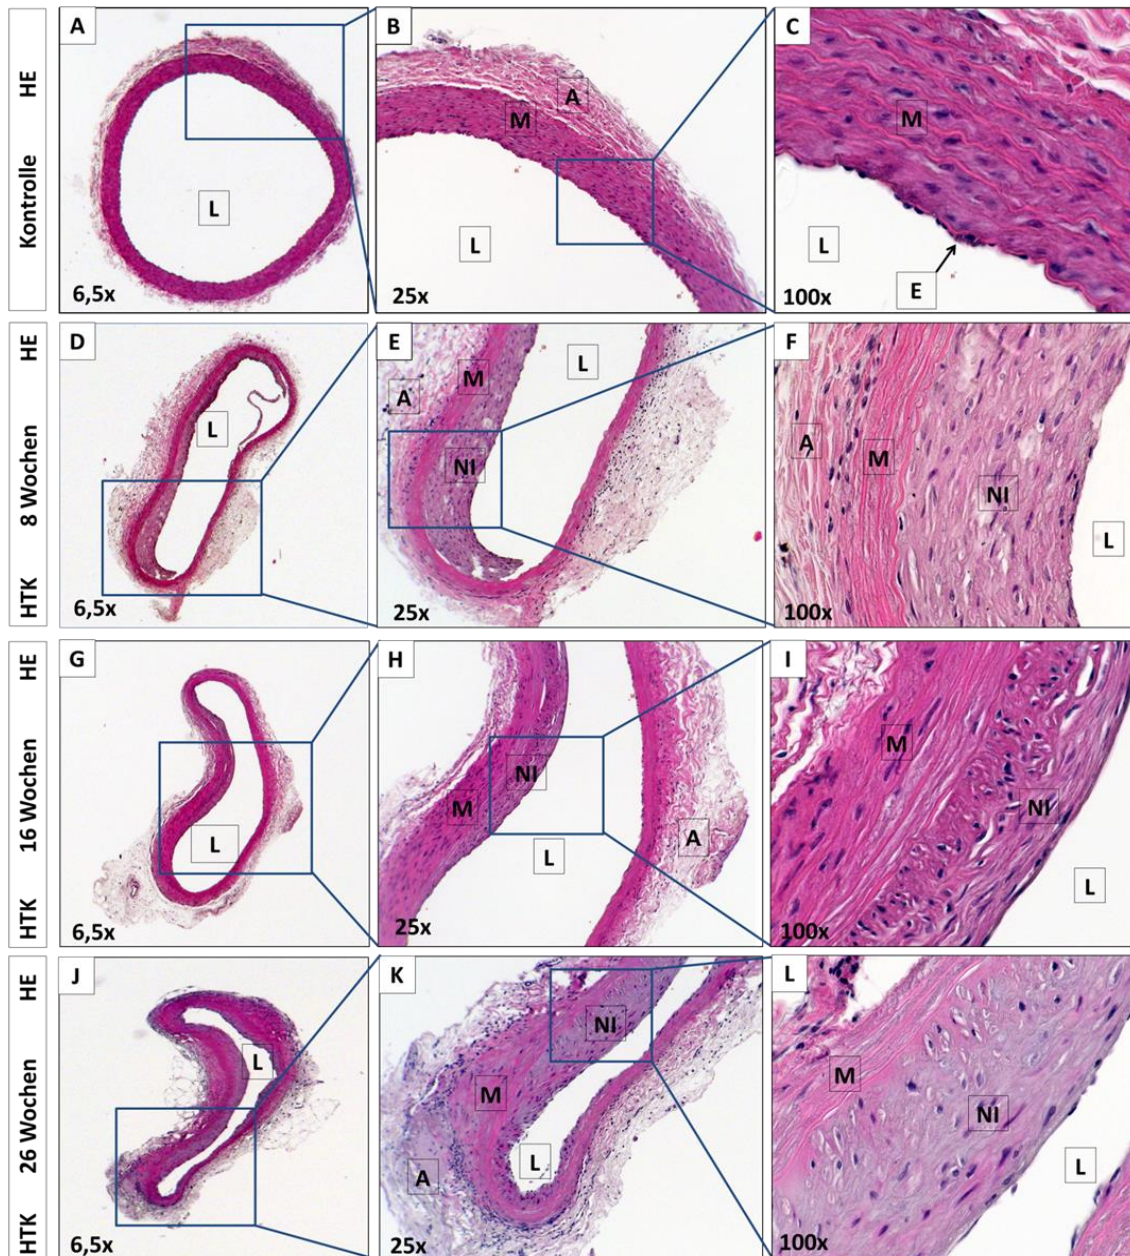 Kontrolle HE
A
L
6,5x
B
A
M
L
25x
C
M
L
E
100x
HTK 8 Wochen HE
D
L
6,5x
E
L
M
A
NI
25x
F
A
M
NI
L
100x
HTK 16 Wochen HE
G
L
6,5x
H
NI
M
A
L
25x
I
M
NI
L
100x
HTK 26 Wochen HE
J
L
6,5x
K
NI
M
L
A
25x
L
M
NI
L
100x